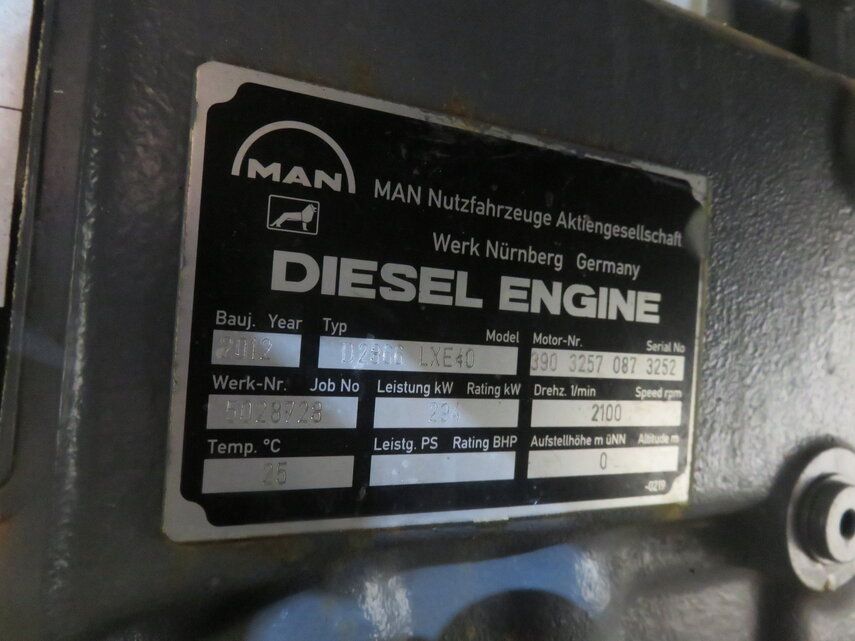 MAN
MAN Nutzfahrzeuge Aktiengesellschaft
Werk Nürnberg Germany
DIESEL ENGINE
Bauj. Year Typ Model Motor-Nr. Serial No
2012 D2866 LXE40 390 3257 087 3252
Werk-Nr. Job No Leistung kW Rating kW Drehz. 1/min Speed rpm
5028728 294 2100
Temp. °C Leistg. PS Rating BHP Aufstellhöhe m üNN Altitude m
25 0
-0219